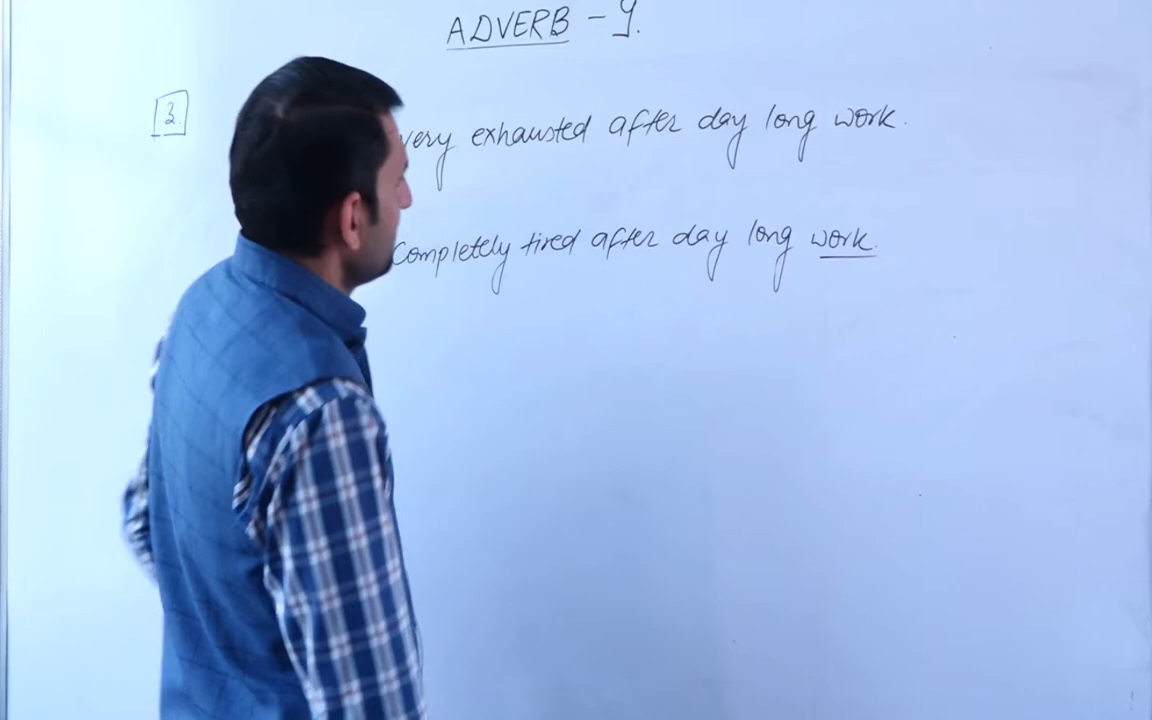 ADVERB - 9.
3. very exhausted after day long work.
Completely tired after day long work.